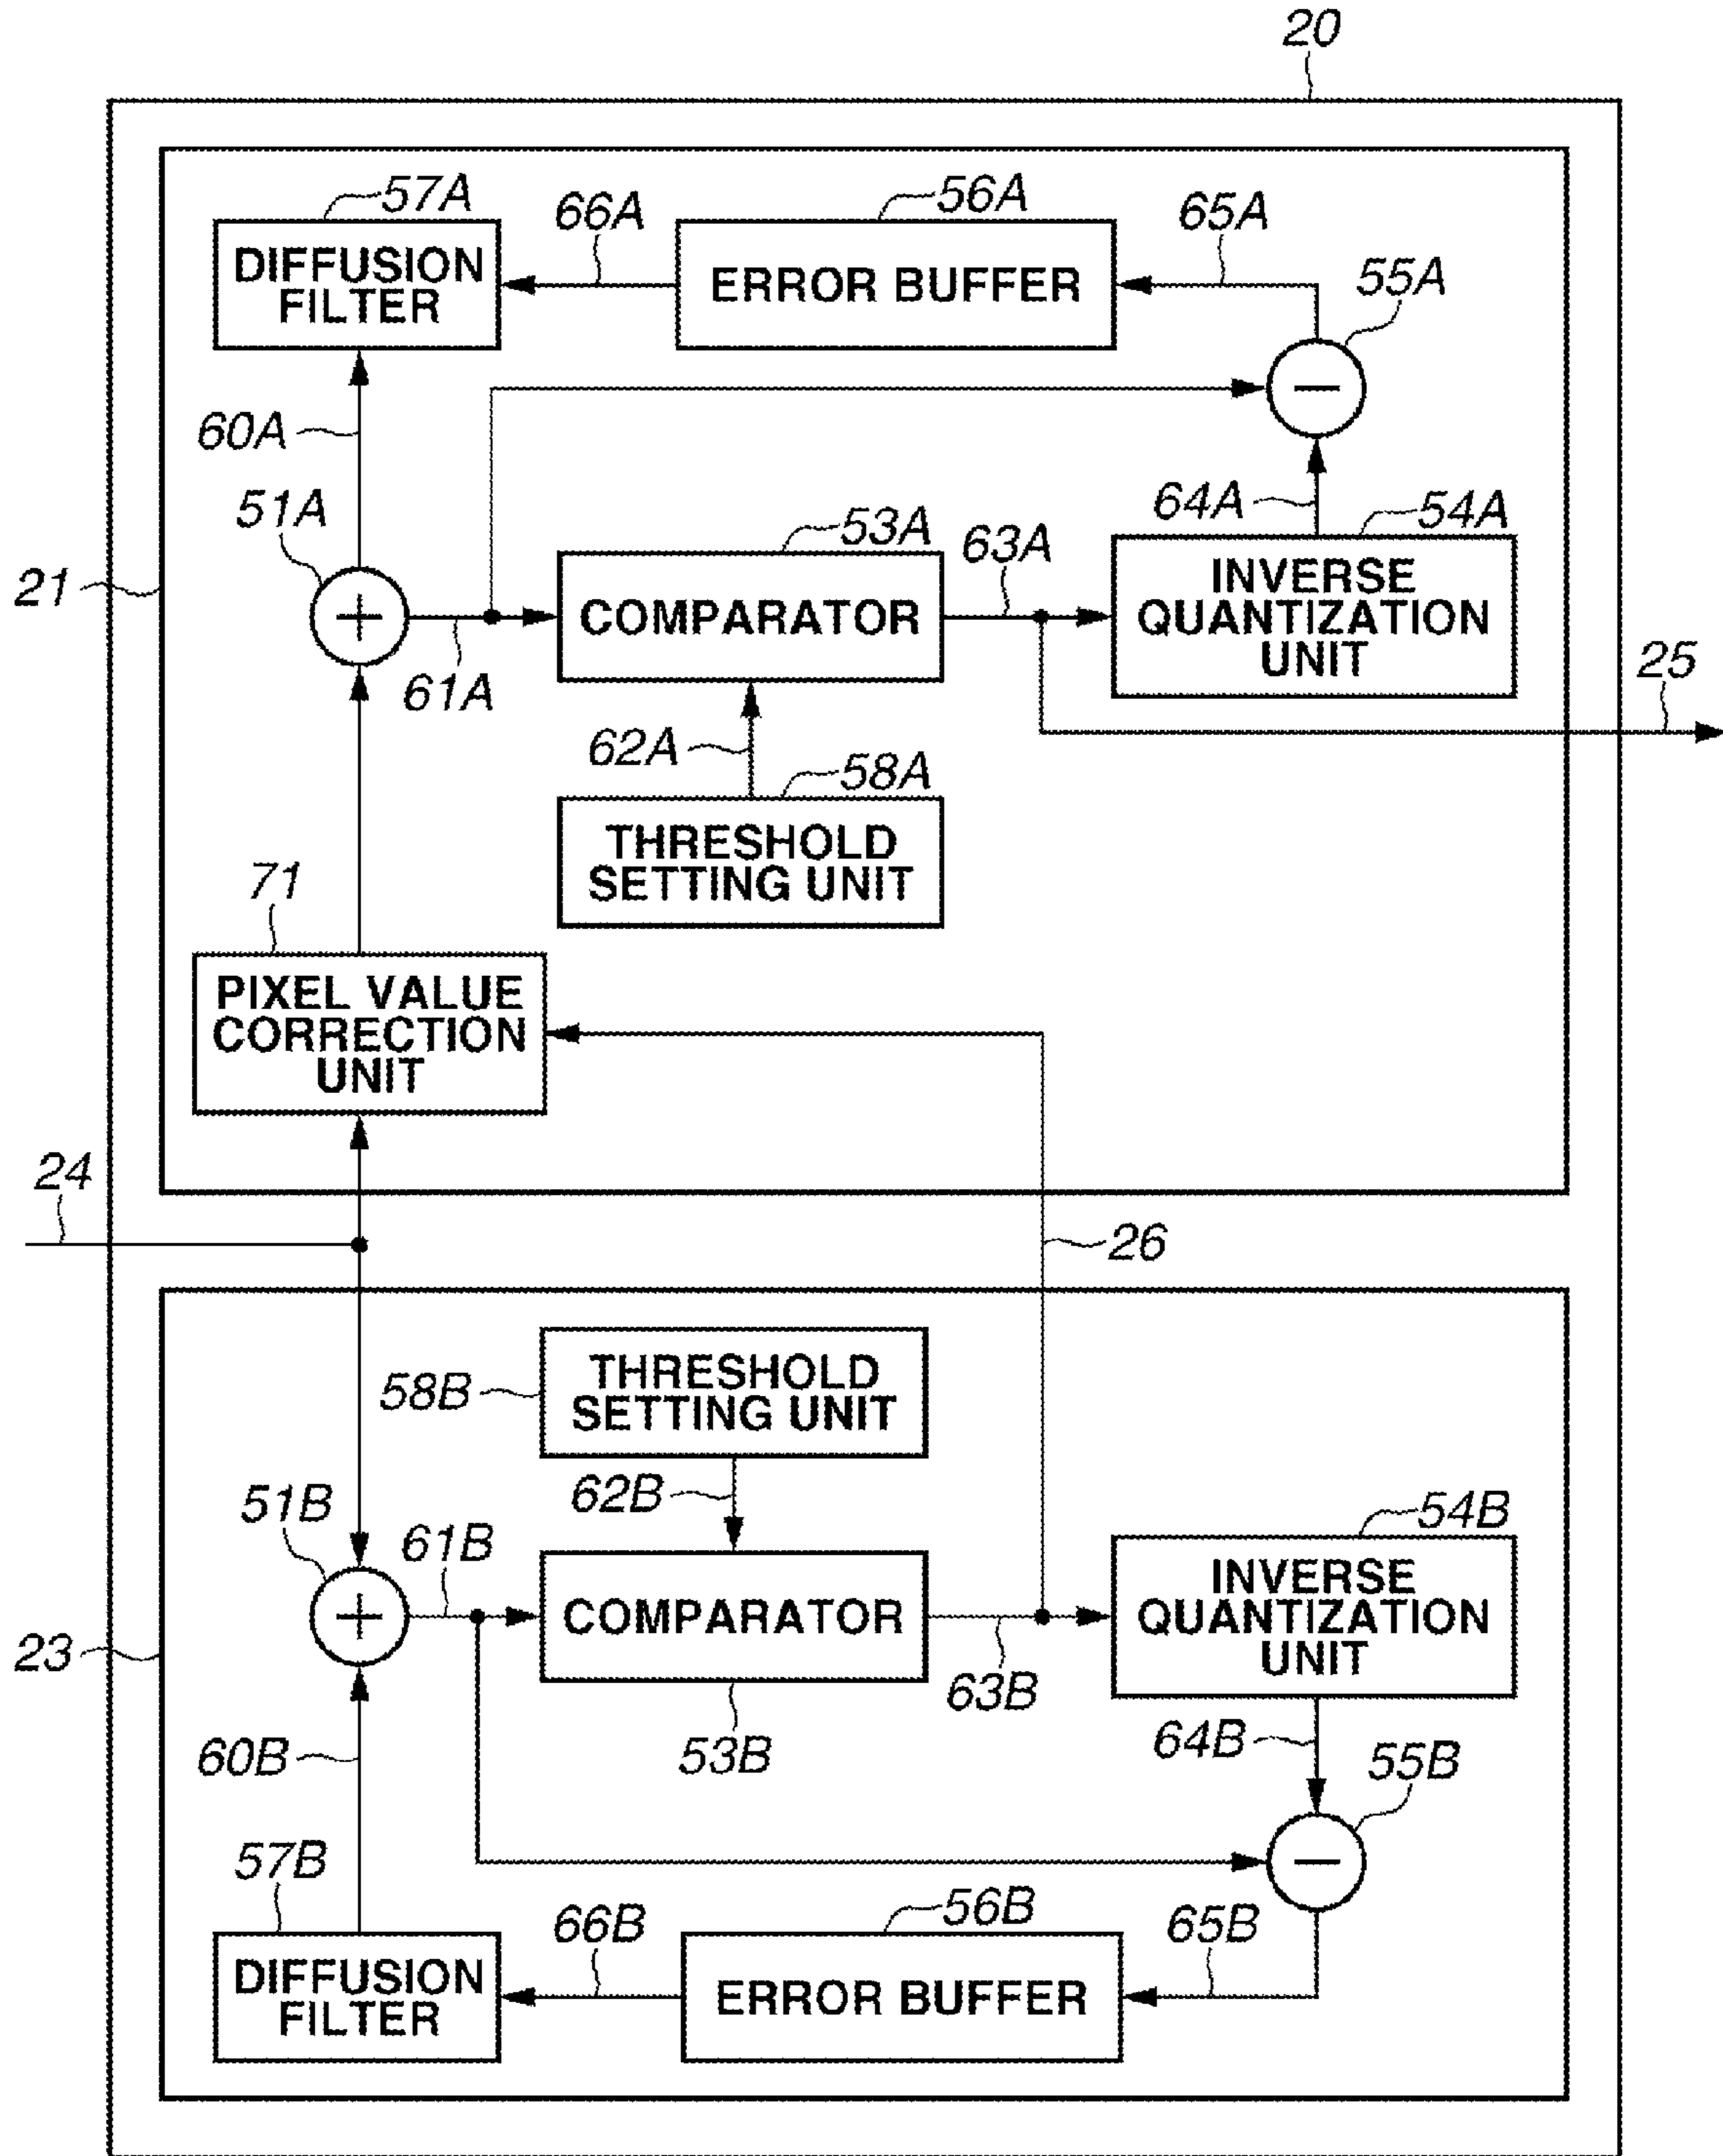 20
57A
66A
56A
65A
55A
DIFFUSION
FILTER
ERROR BUFFER
−
60A
51A
53A
63A
64A
54A
21
+
COMPARATOR
INVERSE
QUANTIZATION
UNIT
61A
25
62A
58A
THRESHOLD
SETTING UNIT
71
PIXEL VALUE
CORRECTION
UNIT
24
26
58B
THRESHOLD
SETTING UNIT
51B
61B
62B
54B
+
COMPARATOR
INVERSE
QUANTIZATION
UNIT
23
63B
60B
53B
64B
55B
−
57B
66B
56B
65B
DIFFUSION
FILTER
ERROR BUFFER